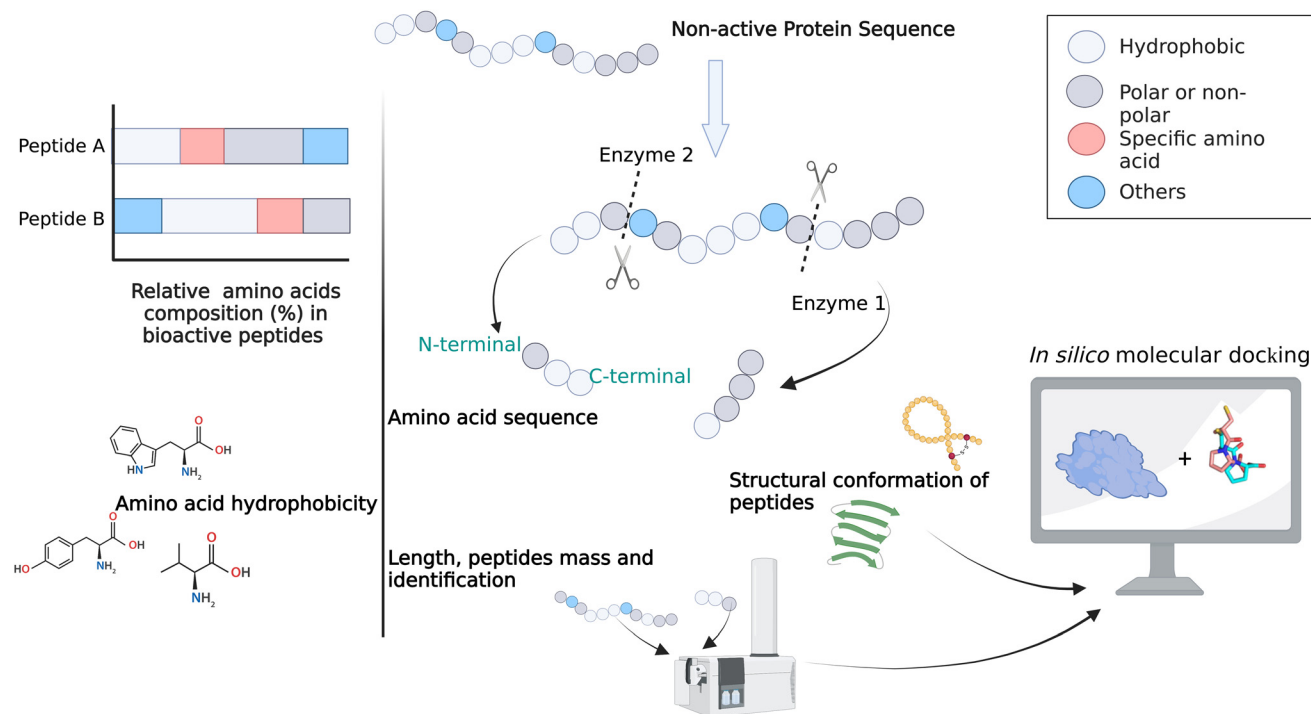 Non-active Protein Sequence
Hydrophobic
Polar or non-
polar
Specific amino
acid
Others
Peptide A
Peptide B
Relative  amino acids
composition (%) in
bioactive peptides
Enzyme 2
Enzyme 1
N-terminal
C-terminal
Amino acid sequence
In silico molecular docking
+
O
OH
NH₂
HN
Amino acid hydrophobicity
O
OH
NH₂
HO
O
OH
NH₂
Structural conformation of
peptides
Length, peptides mass and
identification